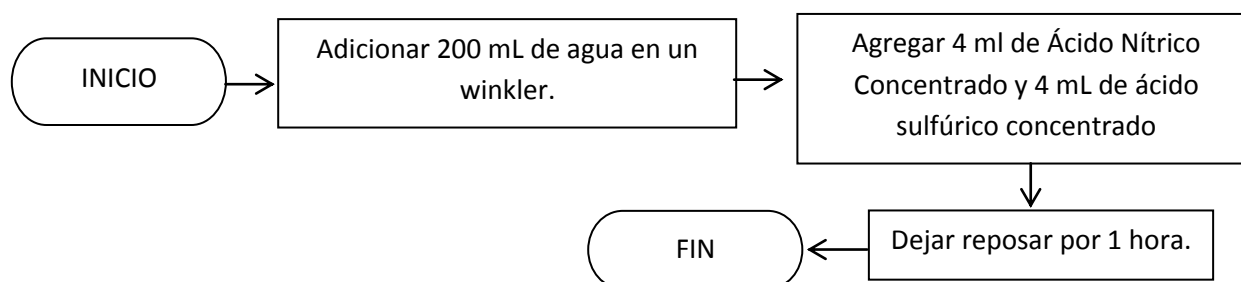 INICIO
Adicionar 200 mL de agua en un
winkler.
Agregar 4 ml de Ácido Nítrico
Concentrado y 4 mL de ácido
sulfúrico concentrado
Dejar reposar por 1 hora.
FIN